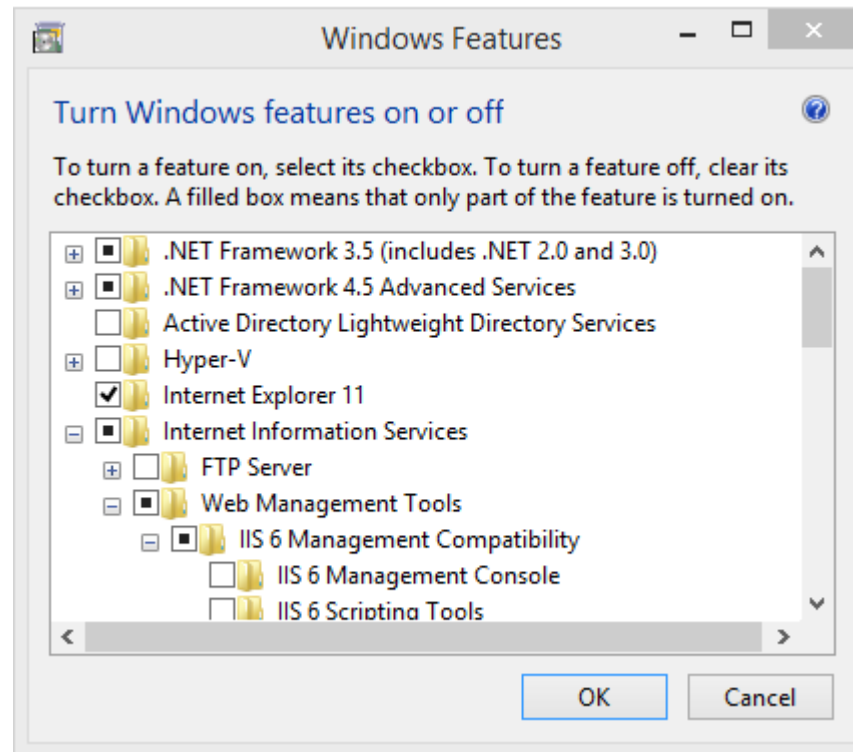 Windows Features
Turn Windows features on or off
To turn a feature on, select its checkbox. To turn a feature off, clear its
checkbox. A filled box means that only part of the feature is turned on.
.NET Framework 3.5 (includes .NET 2.0 and 3.0)
.NET Framework 4.5 Advanced Services
Active Directory Lightweight Directory Services
Hyper-V
Internet Explorer 11
Internet Information Services
FTP Server
Web Management Tools
IIS 6 Management Compatibility
IIS 6 Management Console
IIS 6 Scripting Tools
OK Cancel